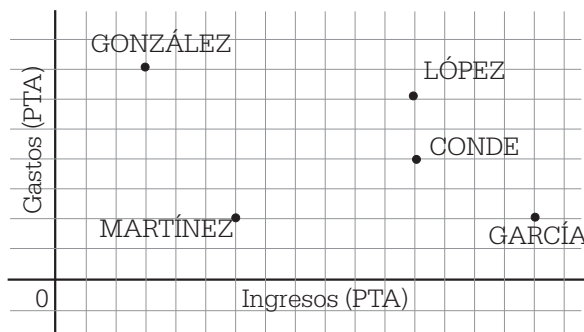 GONZÁLEZ
LÓPEZ
CONDE
MARTÍNEZ
GARCÍA
Gastos (PTA)
0
Ingresos (PTA)